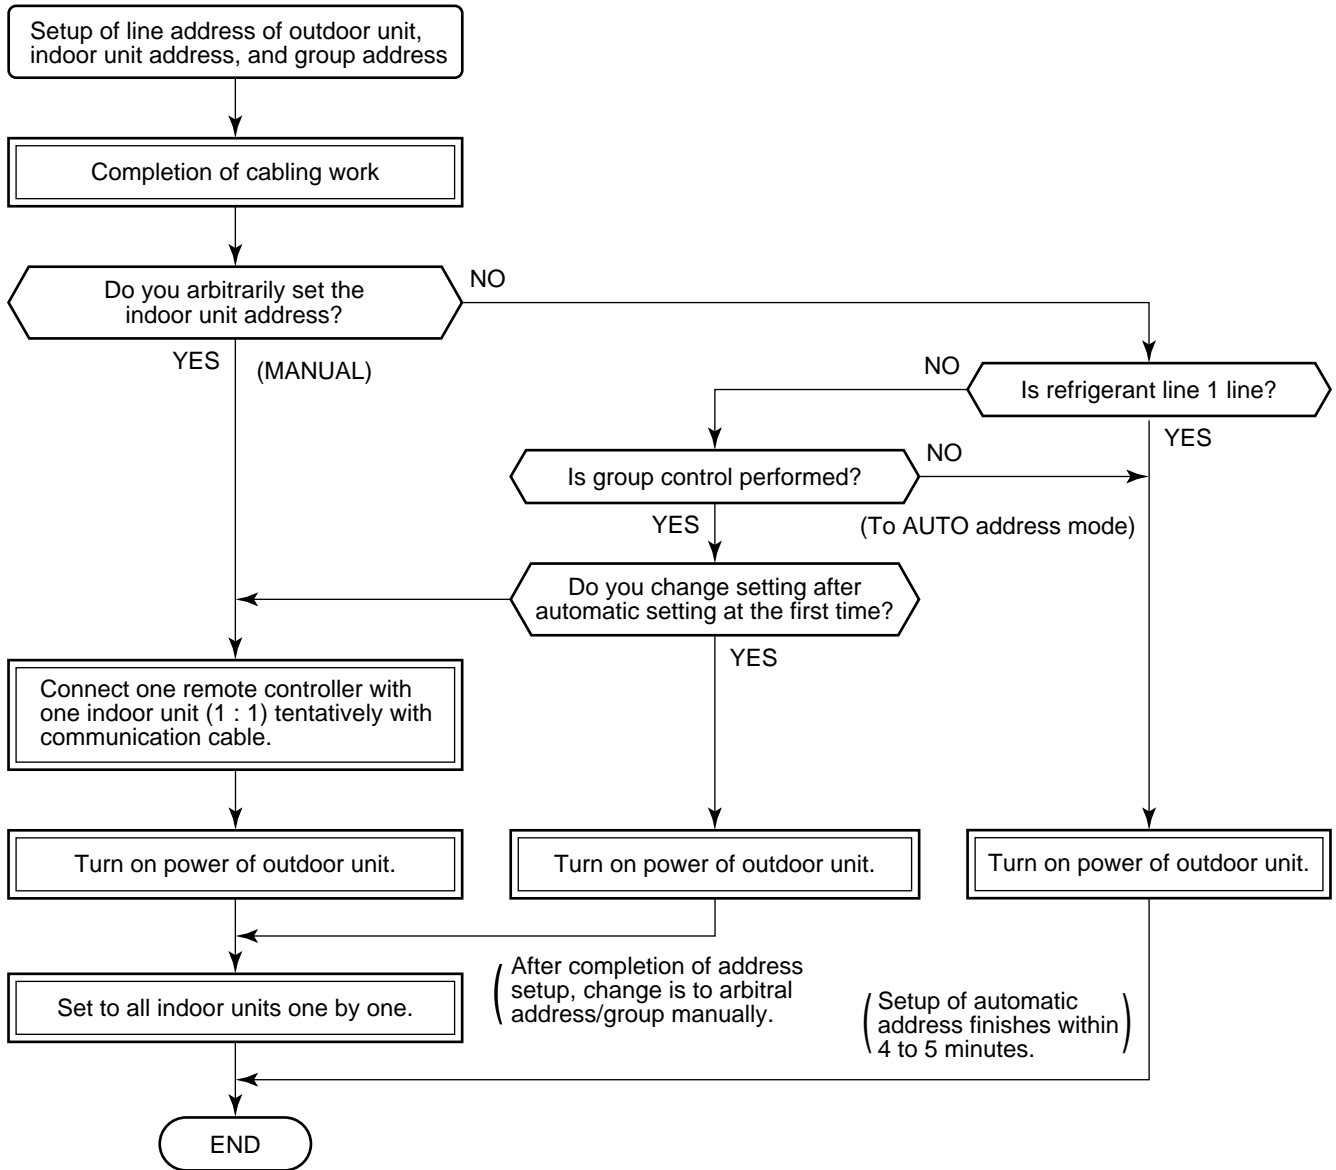 Setup of line address of outdoor unit,
indoor unit address, and group address
Completion of cabling work
Do you arbitrarily set the
indoor unit address?
NO
YES
(MANUAL)
NO
Is refrigerant line 1 line?
YES
Is group control performed?
NO
YES
(To AUTO address mode)
Do you change setting after
automatic setting at the first time?
YES
Connect one remote controller with
one indoor unit (1 : 1) tentatively with
communication cable.
Turn on power of outdoor unit.
Turn on power of outdoor unit.
Turn on power of outdoor unit.
(After completion of address
setup, change is to arbitral
address/group manually.
Set to all indoor units one by one.
(Setup of automatic
address finishes within
4 to 5 minutes.)
END